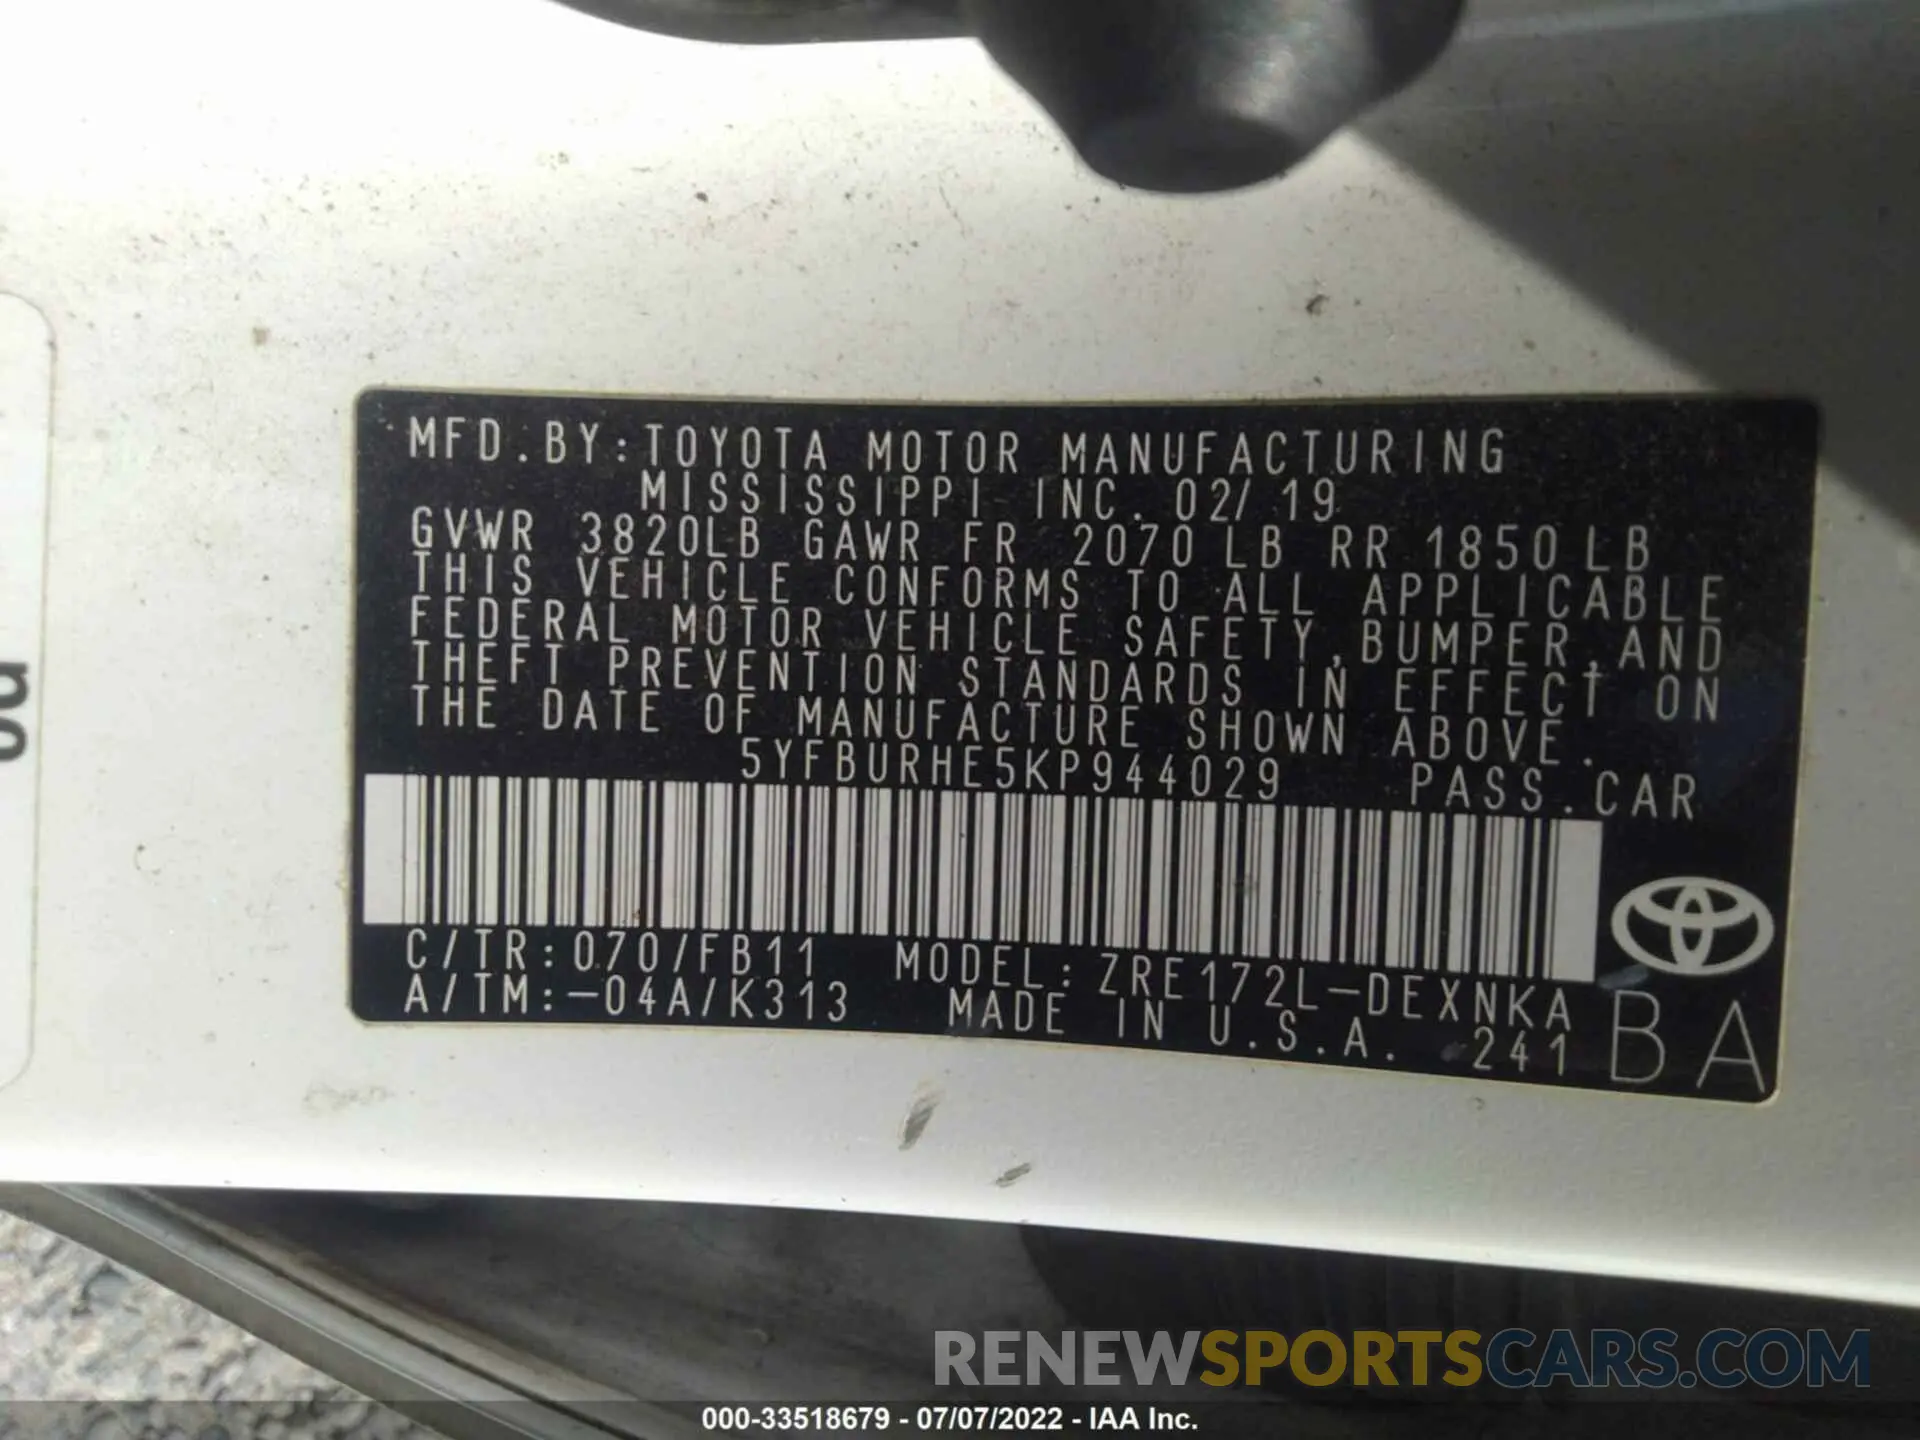 MFD.BY:TOYOTA MOTOR MANUFACTURING
MISSISSIPPI INC. 02/19
GVWR 3820LB GAWR FR 2070LB RR 1850LB
THIS VEHICLE CONFORMS TO ALL APPLICABLE
FEDERAL MOTOR VEHICLE SAFETY,BUMPER,AND
THEFT PREVENTION STANDARDS IN EFFECT ON
THE DATE OF MANUFACTURE SHOWN ABOVE.
5YFBURHE5KP944029 PASS.CAR
C/TR:070/FB11 MODEL:ZRE172L-DEXNKA
A/TM:-04A/K313 MADE IN U.S.A. 241
BA
RENEWSPORTSCARS.COM
000-33518679 - 07/07/2022 - IAA Inc.